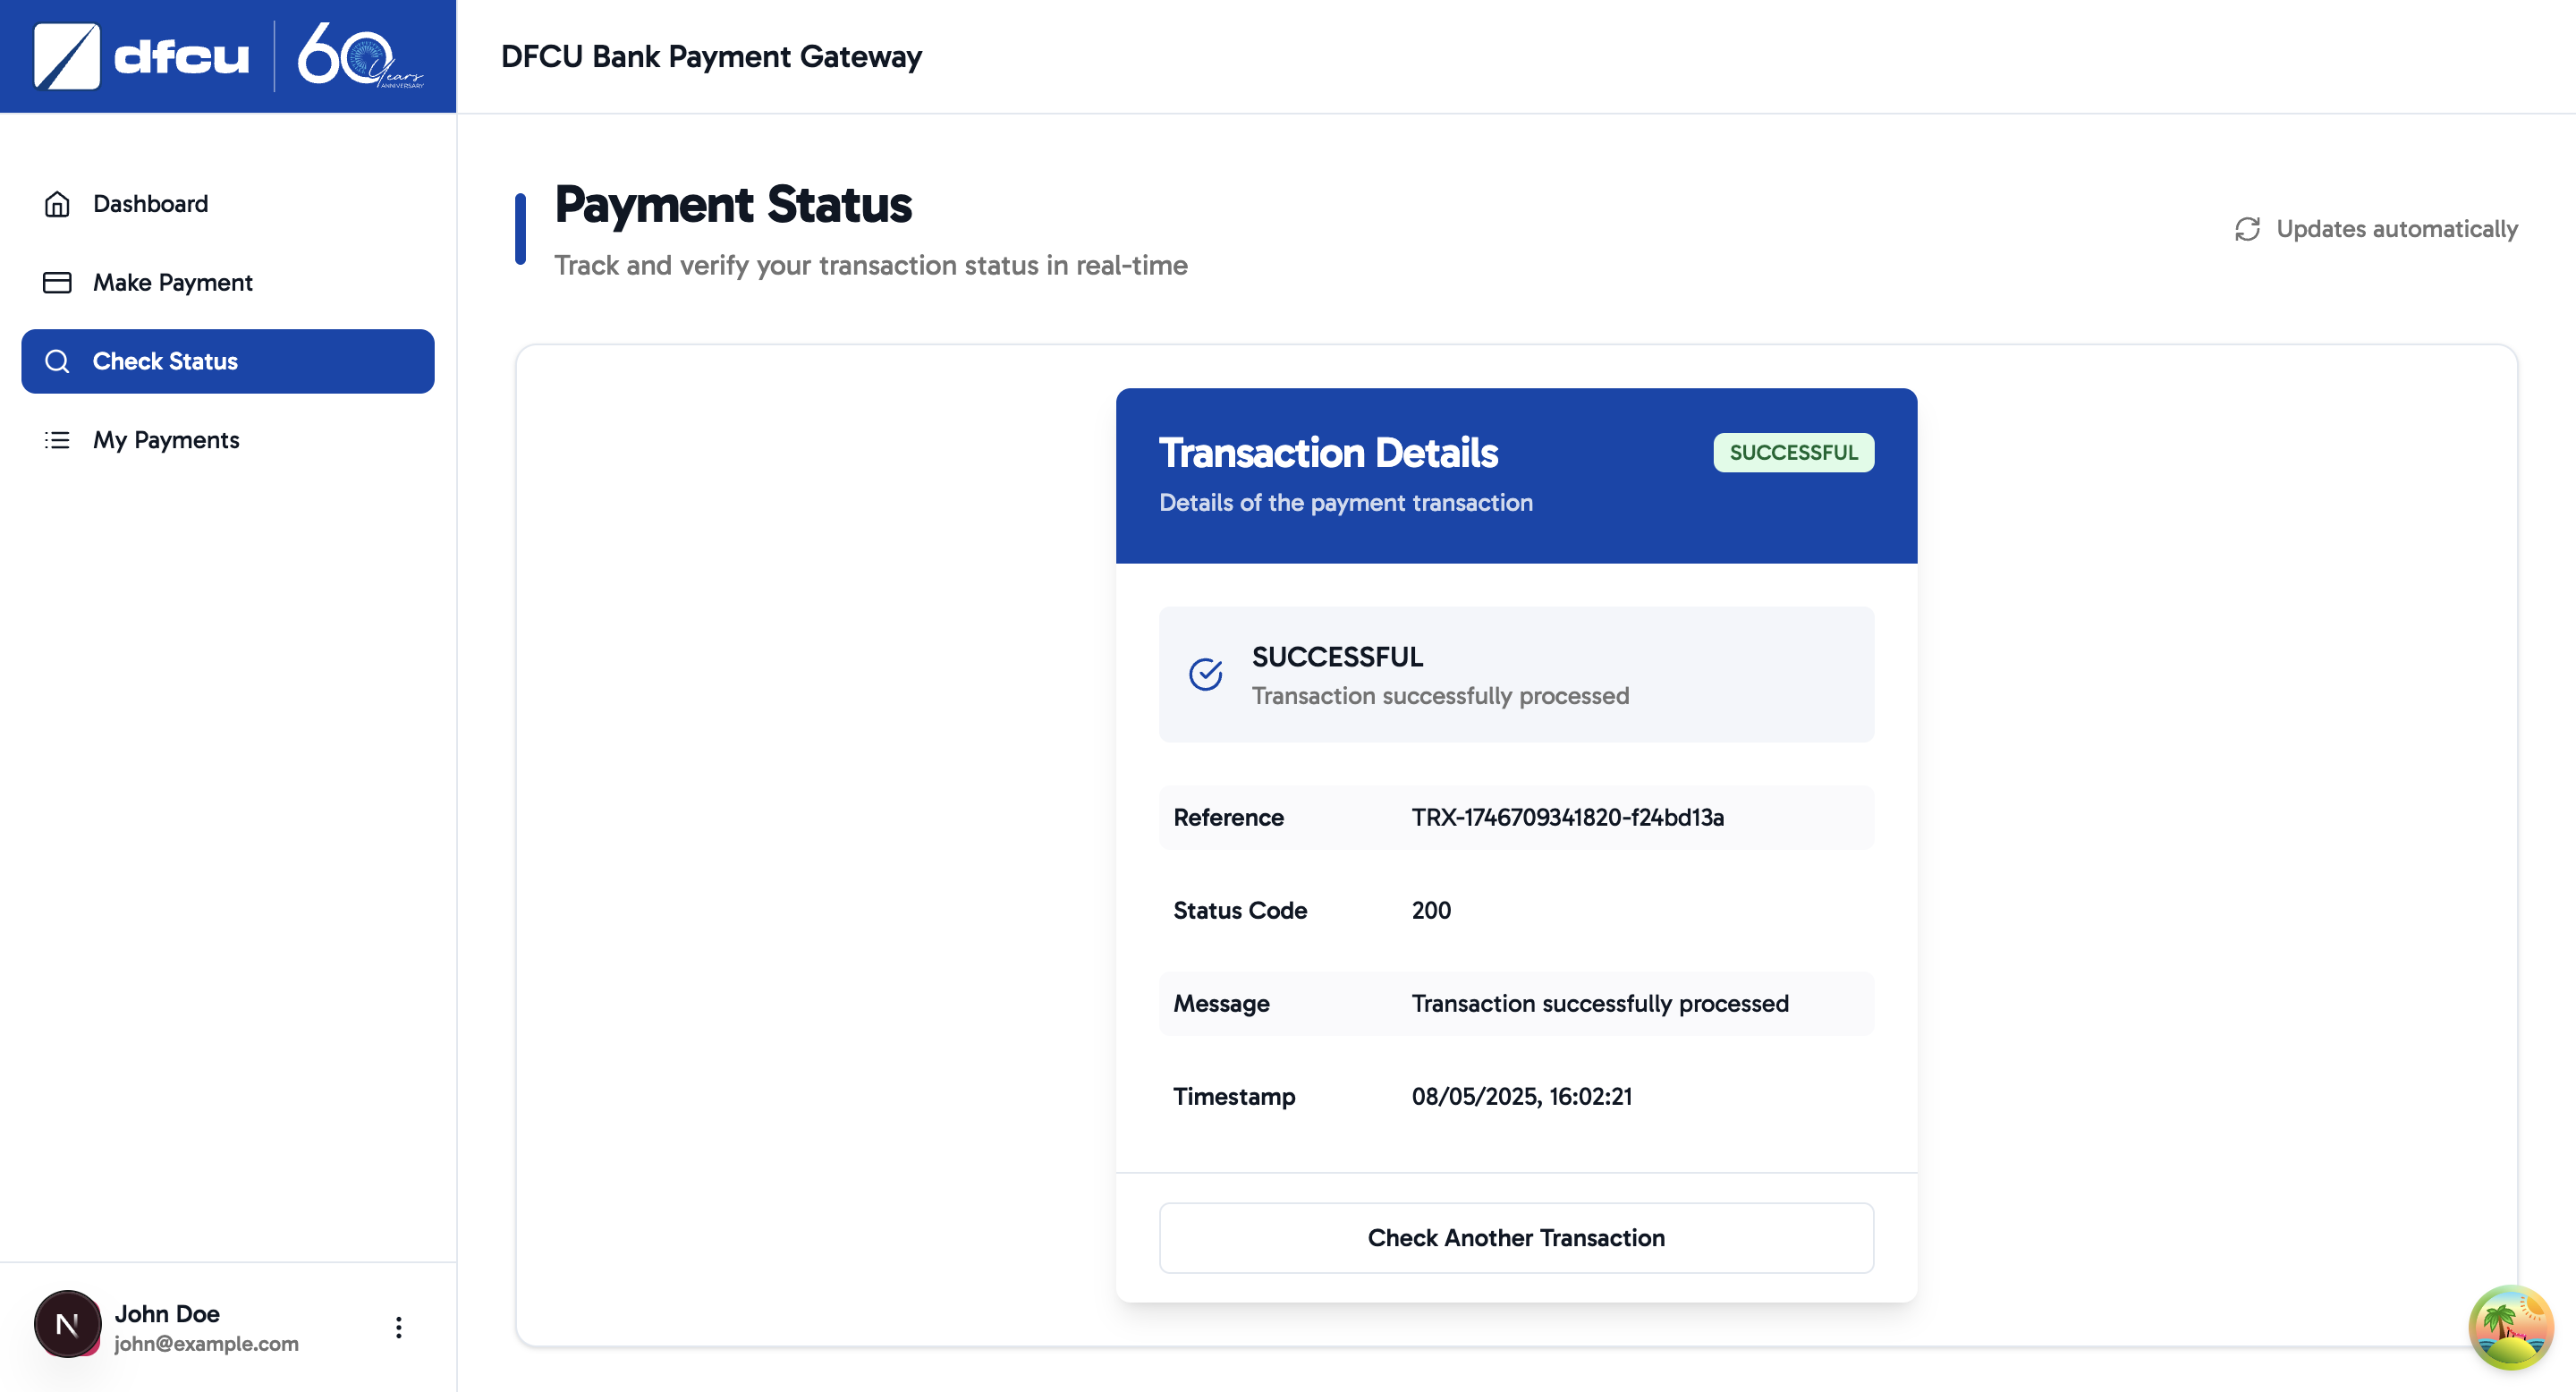 dfcu
60
Years
ANNIVERSARY
DFCU Bank Payment Gateway
Dashboard
Make Payment
Check Status
My Payments
Payment Status
Track and verify your transaction status in real-time
Updates automatically
Transaction Details
SUCCESSFUL
Details of the payment transaction
SUCCESSFUL
Transaction successfully processed
Reference TRX-1746709341820-f24bd13a
Status Code 200
Message Transaction successfully processed
Timestamp 08/05/2025, 16:02:21
Check Another Transaction
N
John Doe
john@example.com